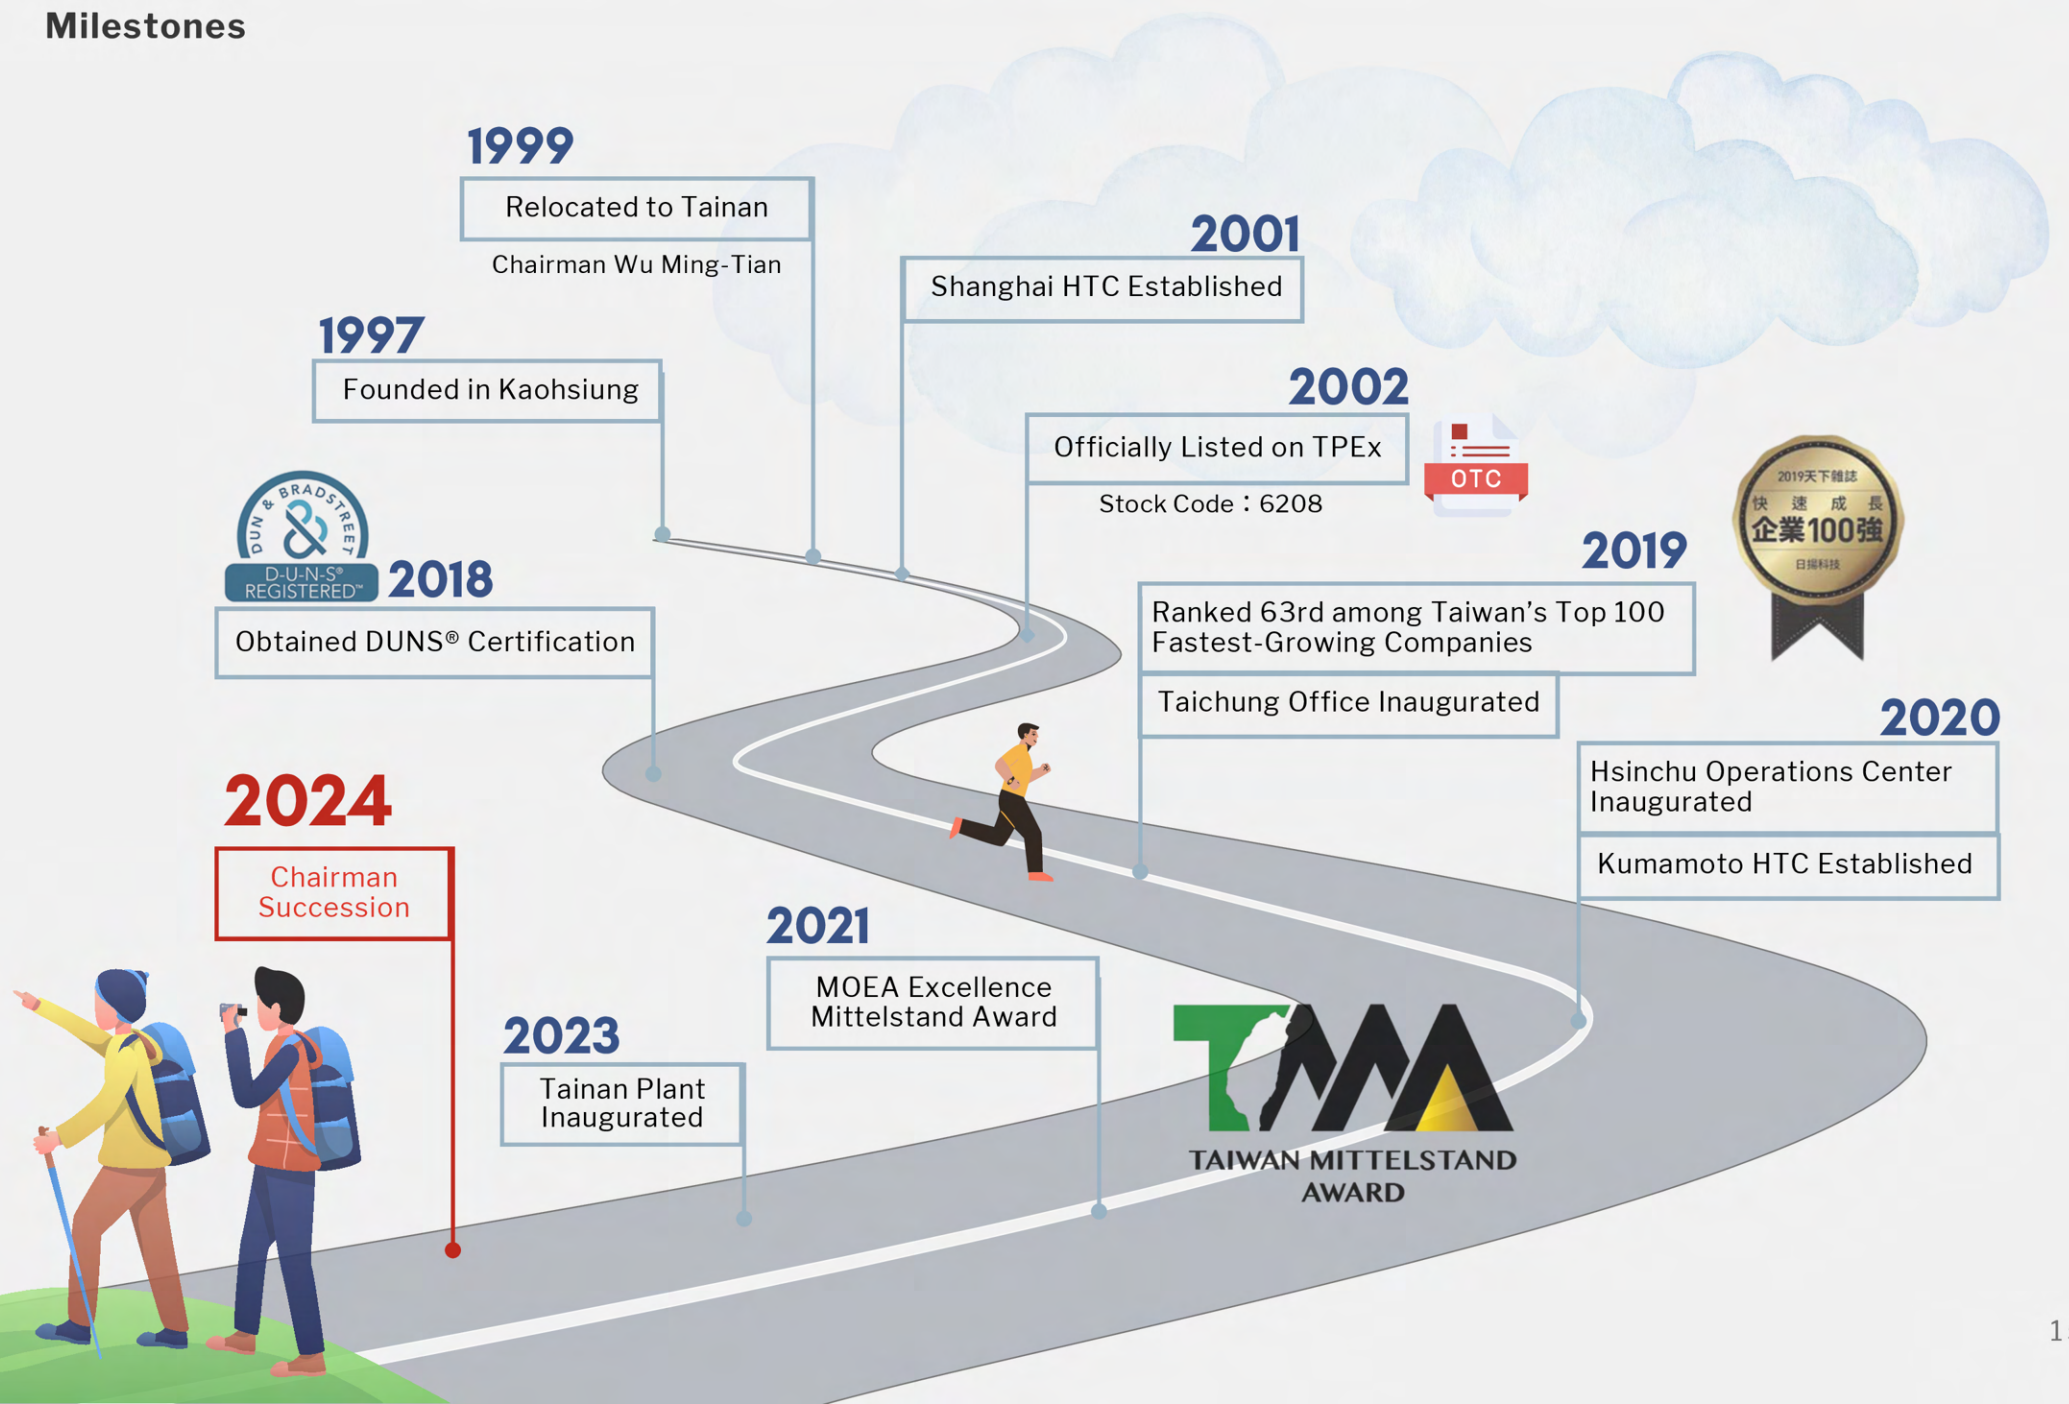 Milestones
1999
Relocated to Tainan
Chairman Wu Ming-Tian
2001
Shanghai HTC Established
1997
Founded in Kaohsiung
2002
Officially Listed on TPEx
Stock Code：6208
OTC
2019天下雜誌
快速成長
企業100強
日揚科技
DUN & BRADSTREET
D-U-N-S®
REGISTERED™
2018
Obtained DUNS® Certification
2019
Ranked 63rd among Taiwan’s Top 100
Fastest-Growing Companies
Taichung Office Inaugurated
2020
Hsinchu Operations Center
Inaugurated
Kumamoto HTC Established
2024
Chairman
Succession
2021
MOEA Excellence
Mittelstand Award
2023
Tainan Plant
Inaugurated
TMA
TAIWAN MITTELSTAND
AWARD